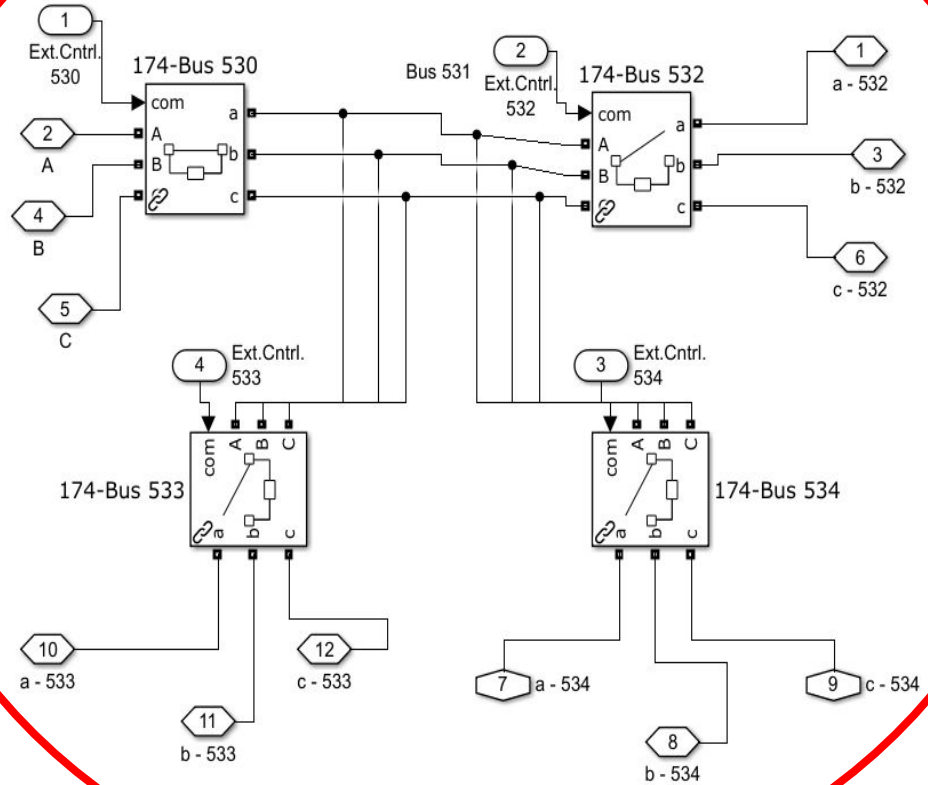 1
Ext.Cntrl.
530
174-Bus 530
com
A
B
a
b
c
2
A
4
B
5
C
Bus 531
2
Ext.Cntrl.
532
174-Bus 532
com
A
B
a
b
c
1
a - 532
3
b - 532
6
c - 532
4
Ext.Cntrl.
533
174-Bus 533
com
A
B
C
a
b
c
10
a - 533
11
b - 533
12
c - 533
3
Ext.Cntrl.
534
174-Bus 534
com
A
B
C
a
b
c
7
a - 534
8
b - 534
9
c - 534